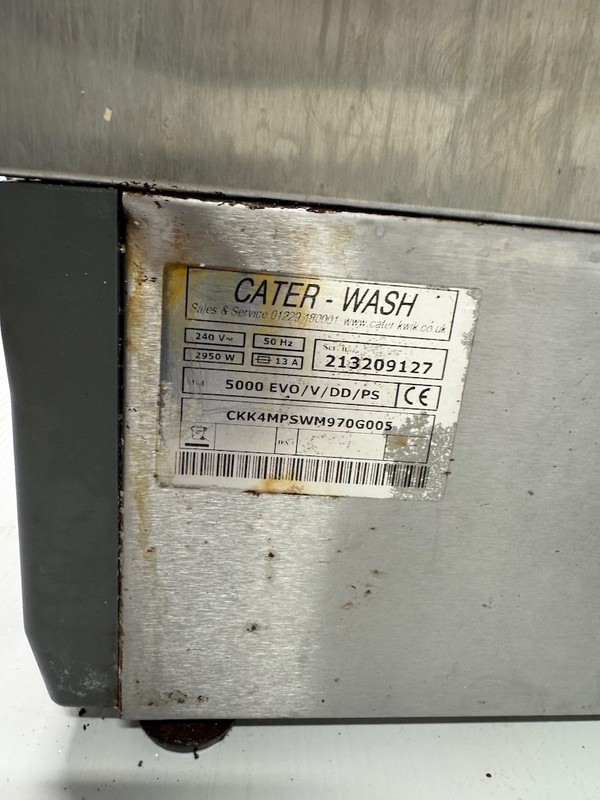 CATER - WASH
Sales & Service 01229 480001 www.cater-kwik.co.uk
240 V~ 50 Hz
2950 W 13 A
213209127
5000 EVO/V/DD/PS CE
CKK4MPSWM970G005